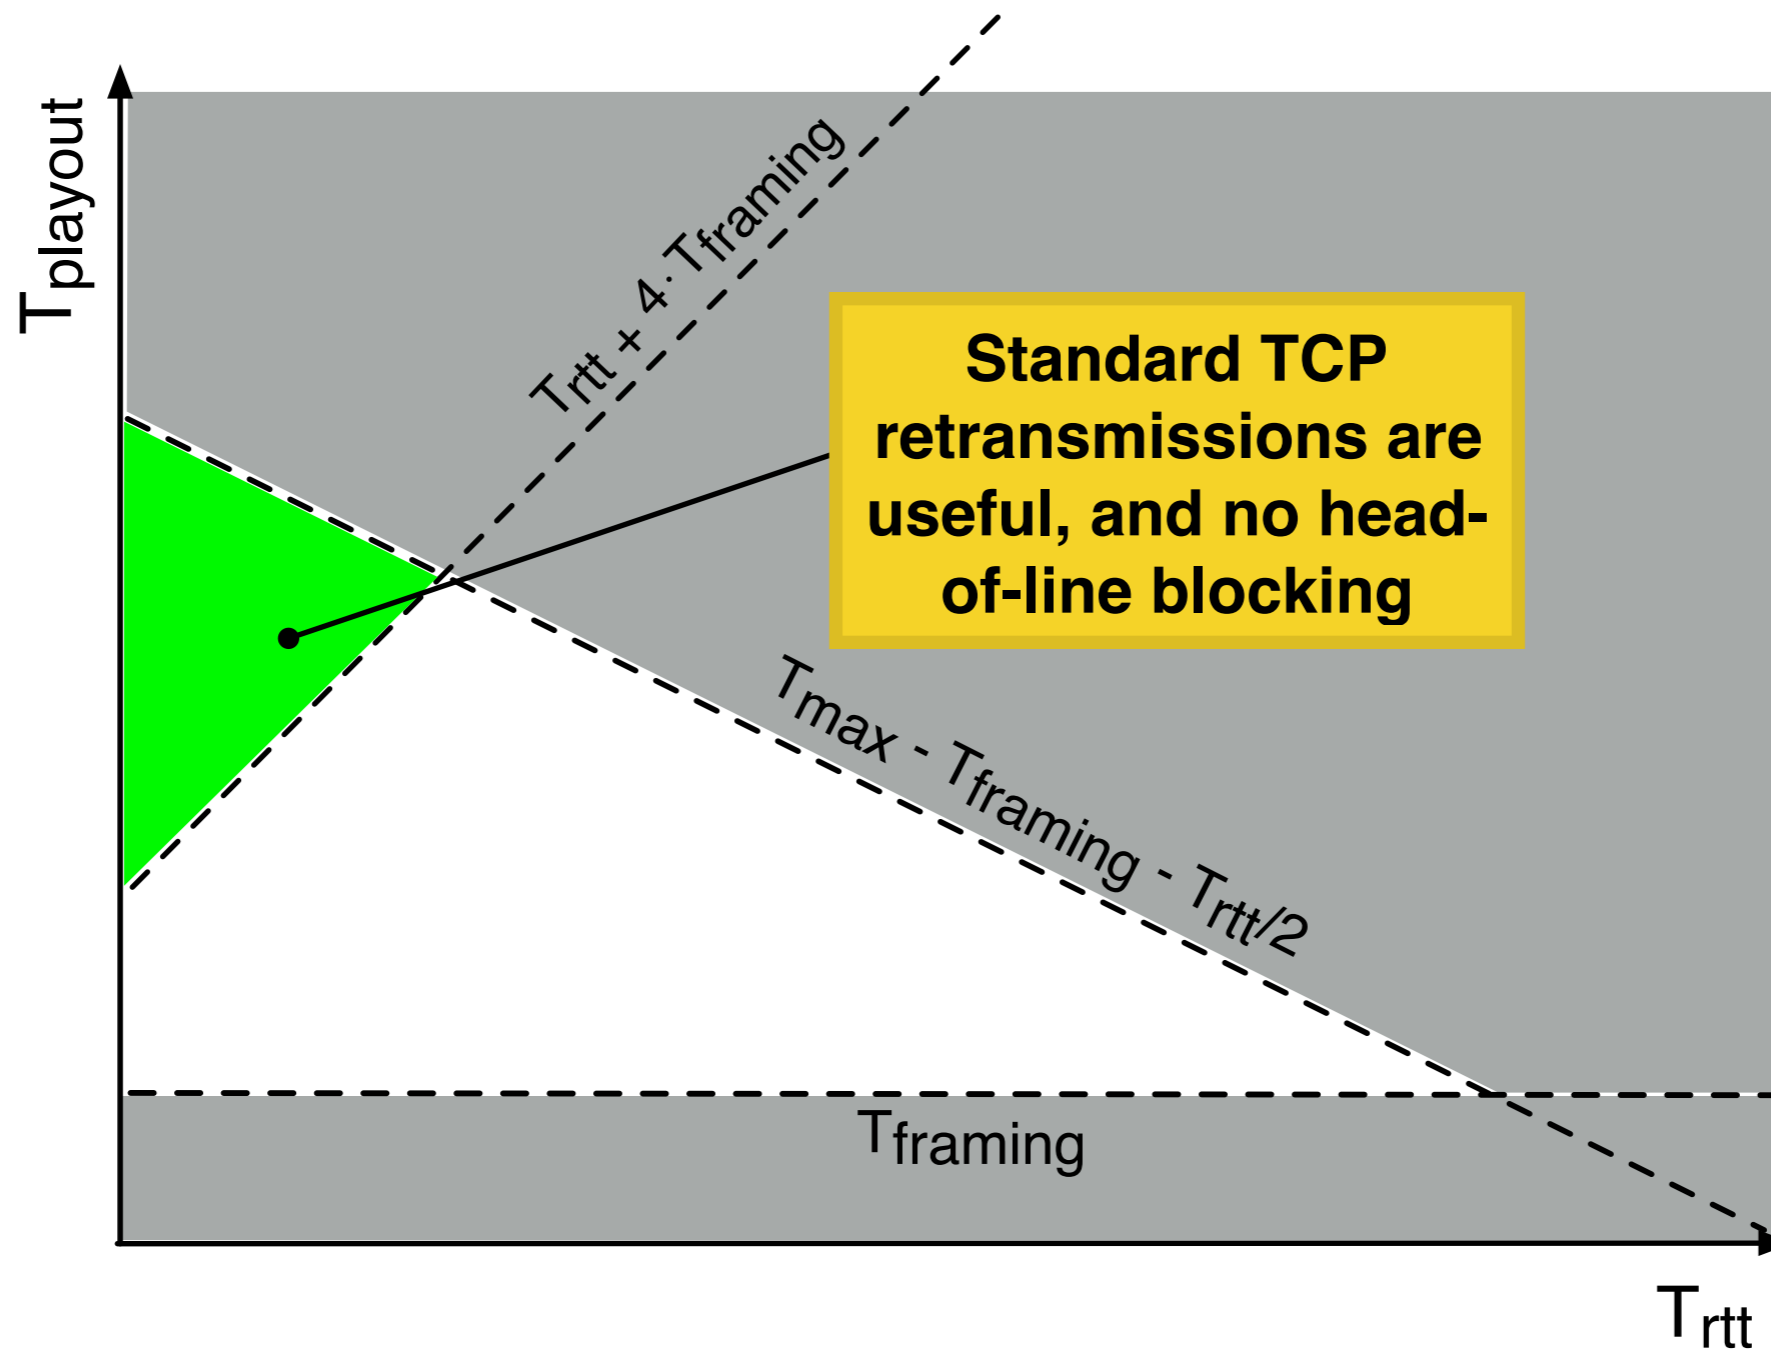 Tplayout
Trtt + 4·Tframing
Standard TCP
retransmissions are
useful, and no head-
of-line blocking
Tmax - Tframing - Trtt/2
Tframing
Trtt